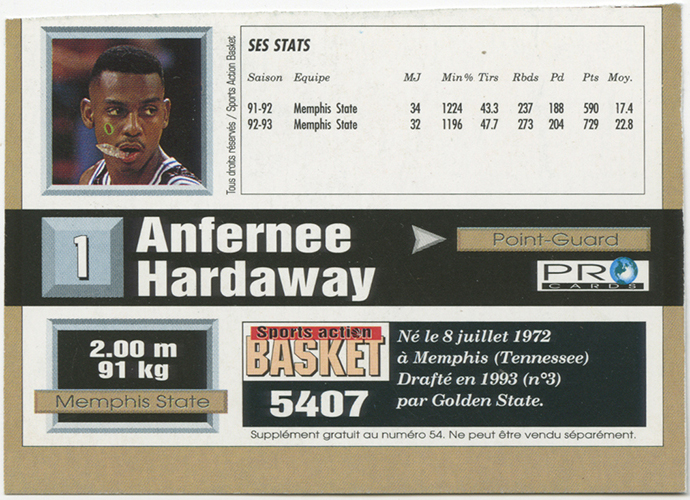 Tous droits réservés / Sports Action Basket
SES STATS
Saison Equipe MJ Min % Tirs Rbds Pd Pts Moy.
91-92 Memphis State 34 1224 43.3 237 188 590 17.4
92-93 Memphis State 32 1196 47.7 273 204 729 22.8
1
Anfernee
Hardaway
Point-Guard
PRO
CARDS
2.00 m
91 kg
Memphis State
Sports action
BASKET
5407
Né le 8 juillet 1972
à Memphis (Tennessee)
Drafté en 1993 (n°3)
par Golden State.
Supplément gratuit au numéro 54. Ne peut être vendu séparément.